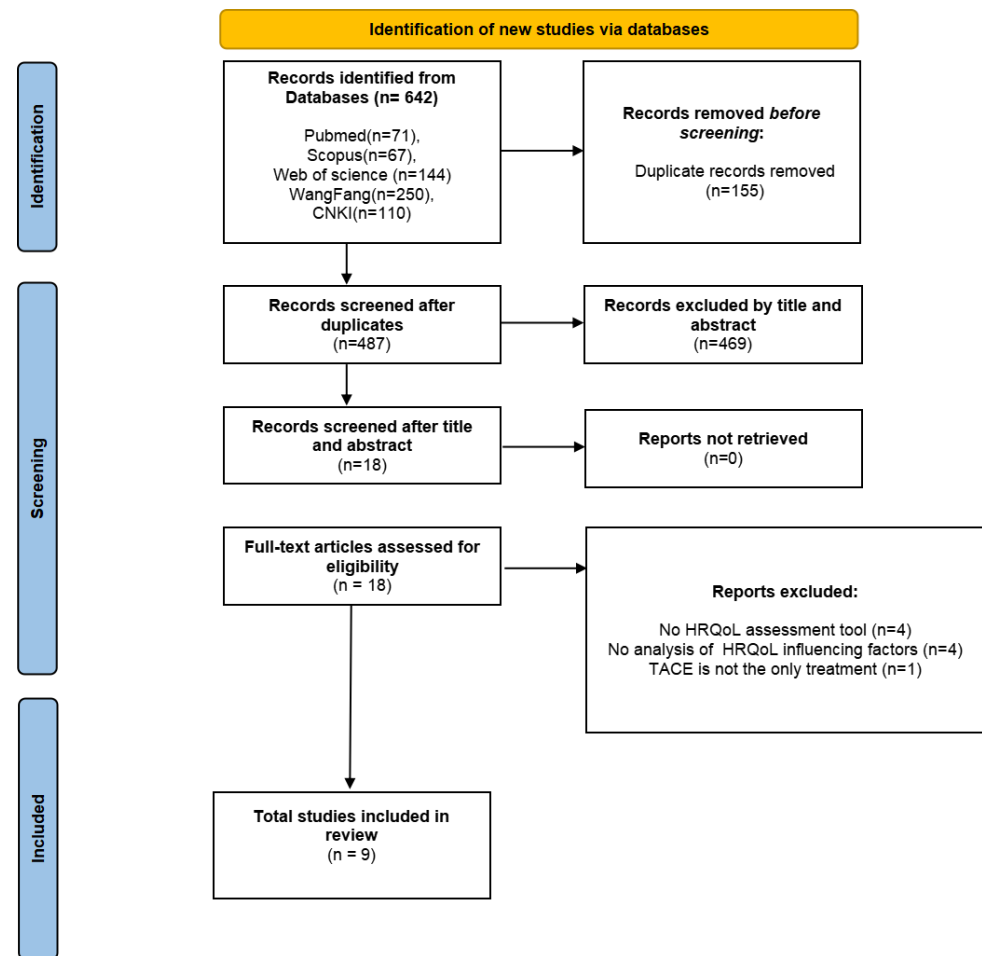 Identification of new studies via databases
Identification
Records identified from
Databases (n= 642)
Pubmed(n=71),
Scopus(n=67),
Web of science (n=144)
WangFang(n=250),
CNKI(n=110)
Records removed before
screening:
Duplicate records removed
(n=155)
Screening
Records screened after
duplicates
(n=487)
Records excluded by title and
abstract
(n=469)
Records screened after title
and abstract
(n=18)
Reports not retrieved
(n=0)
Full-text articles assessed for
eligibility
(n = 18)
Reports excluded:
No HRQoL assessment tool (n=4)
No analysis of HRQoL influencing factors (n=4)
TACE is not the only treatment (n=1)
Included
Total studies included in
review
(n = 9)